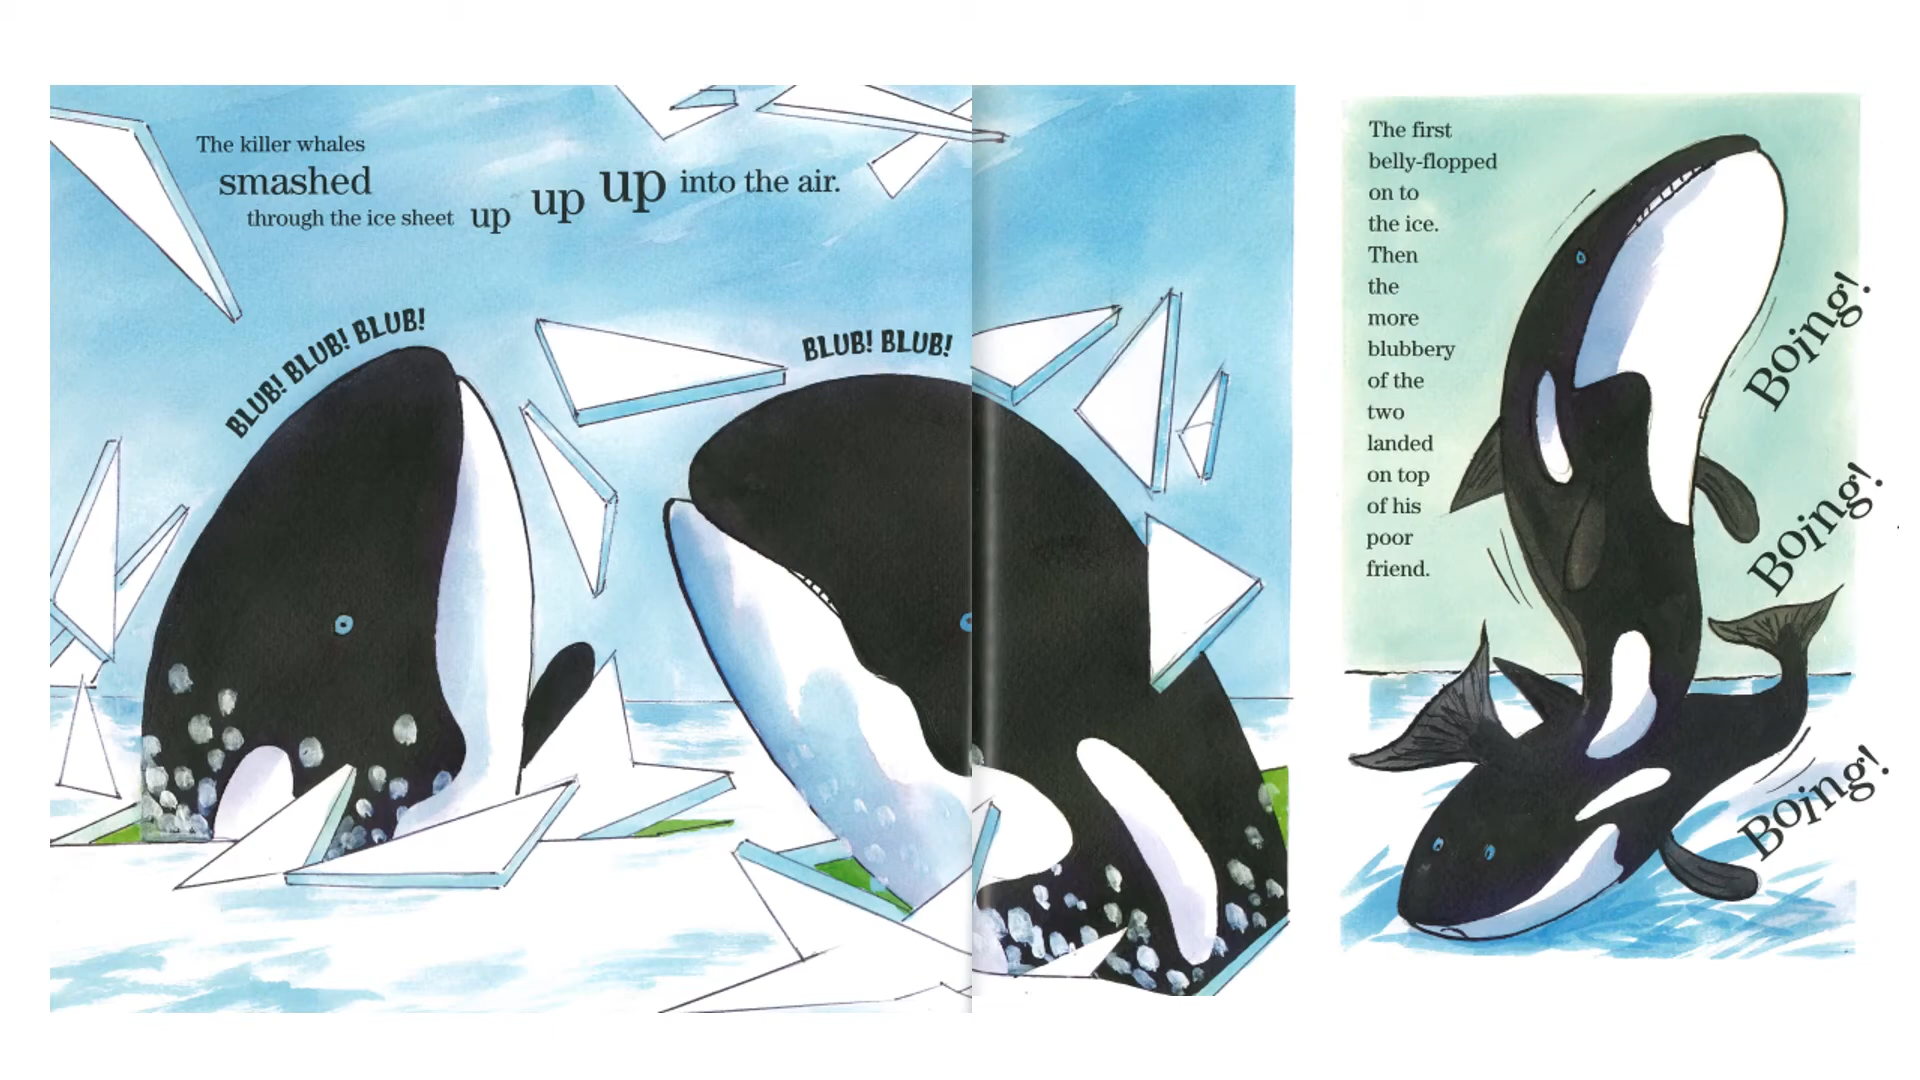 The killer whales
smashed
through the ice sheet up up up into the air.
BLUB! BLUB! BLUB!
BLUB! BLUB!
The first
belly-flopped
on to
the ice.
Then
the
more
blubbery
of the
two
landed
on top
of his
poor
friend.
Boing!
Boing!
Boing!